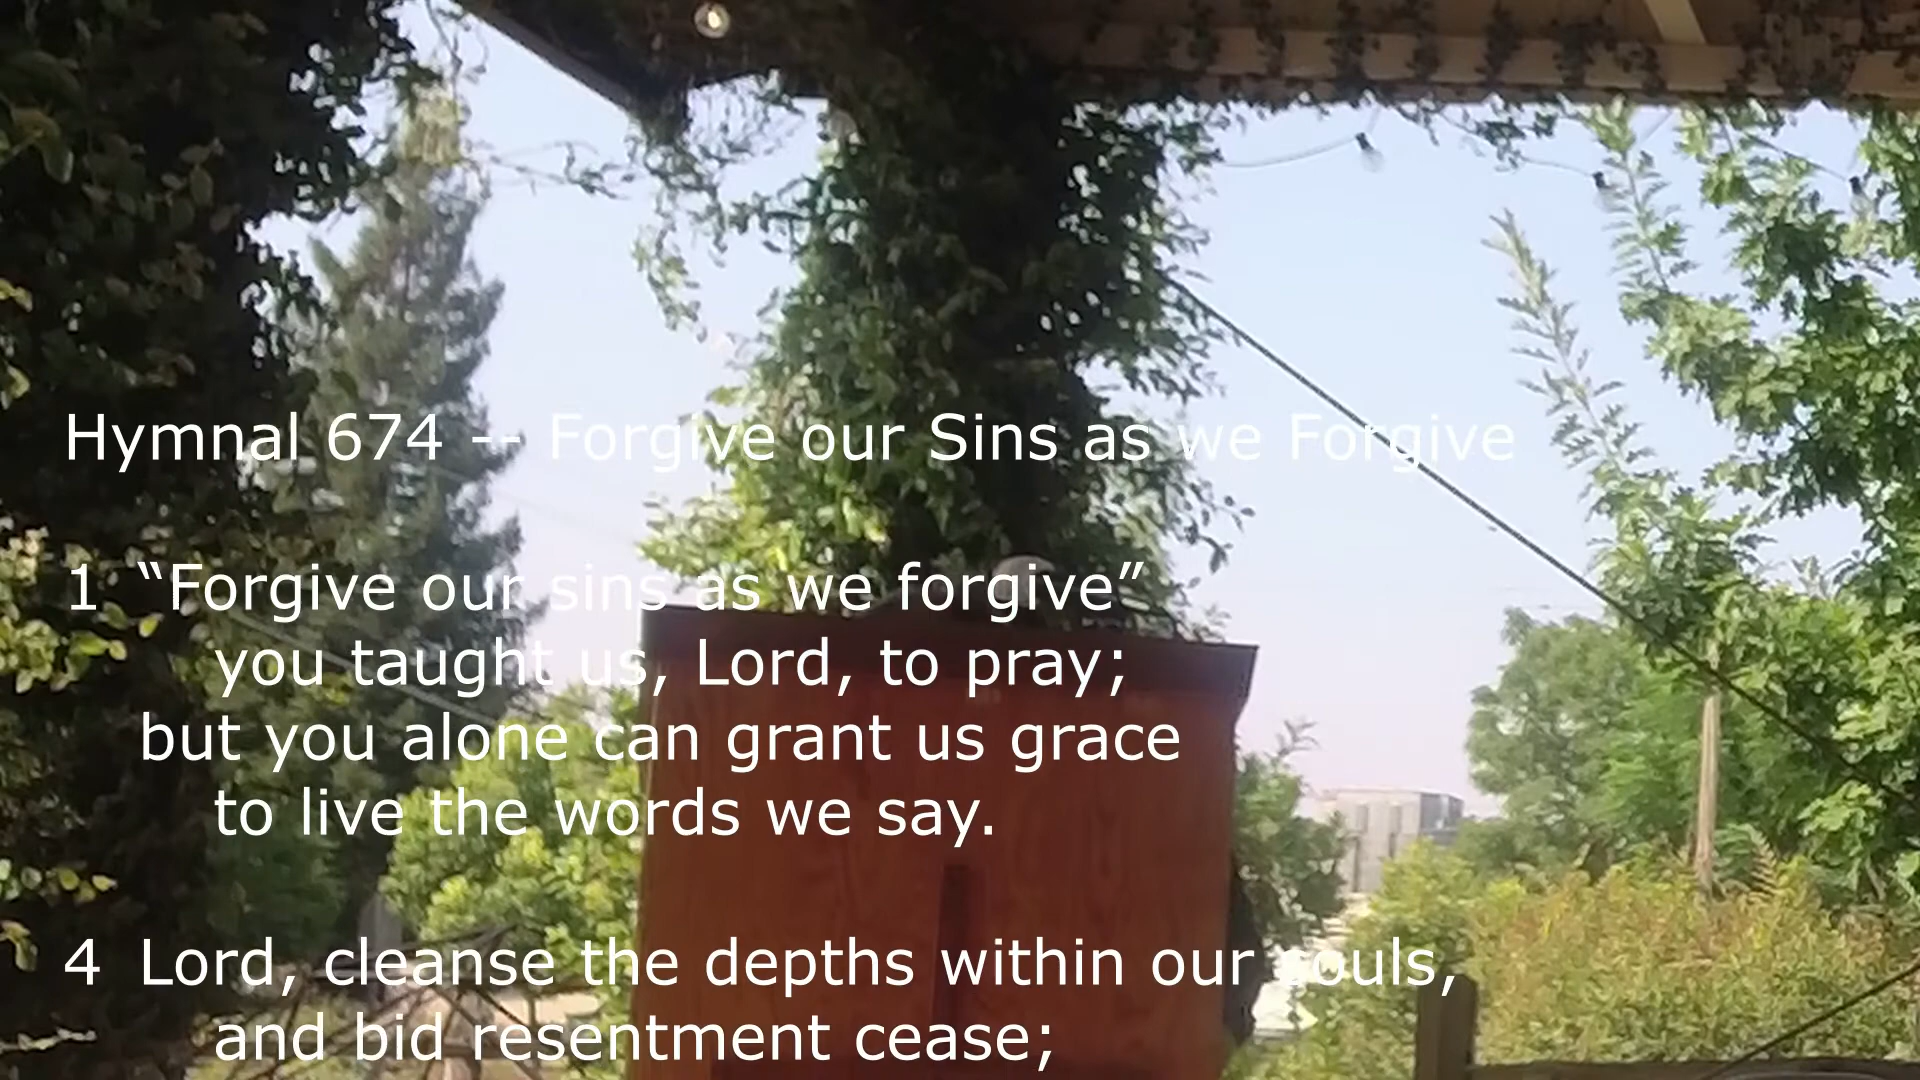 Hymnal 674 -- Forgive our Sins as we Forgive
1 “Forgive our sins as we forgive”
you taught us, Lord, to pray;
but you alone can grant us grace
to live the words we say.
4 Lord, cleanse the depths within our souls,
and bid resentment cease;